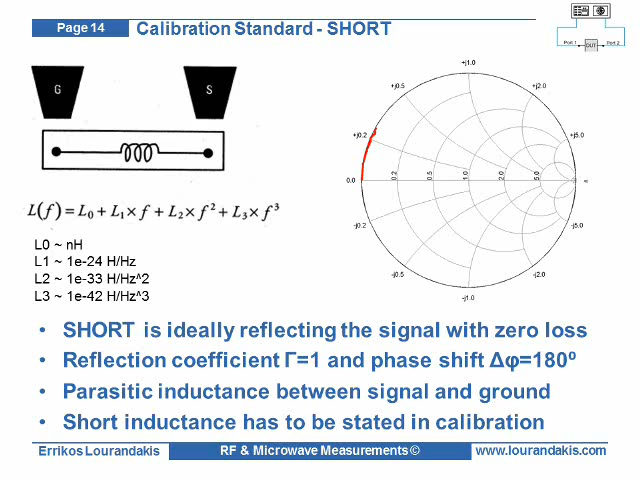 Page 14
Calibration Standard - SHORT
Port 1
DUT
Port 2
G
S
L(f) = L₀ + L₁ × f + L₂ × f² + L₃ × f³
L0 ~ nH
L1 ~ 1e-24 H/Hz
L2 ~ 1e-33 H/Hz^2
L3 ~ 1e-42 H/Hz^3
+j1.0
+j0.5
+j2.0
+j0.2
+j5.0
0.0
0.2
0.5
1.0
2.0
5.0
-j0.2
-j5.0
-j0.5
-j2.0
-j1.0
• SHORT is ideally reflecting the signal with zero loss
• Reflection coefficient Γ=1 and phase shift Δφ=180º
• Parasitic inductance between signal and ground
• Short inductance has to be stated in calibration
Errikos Lourandakis
RF & Microwave Measurements©
www.lourandakis.com